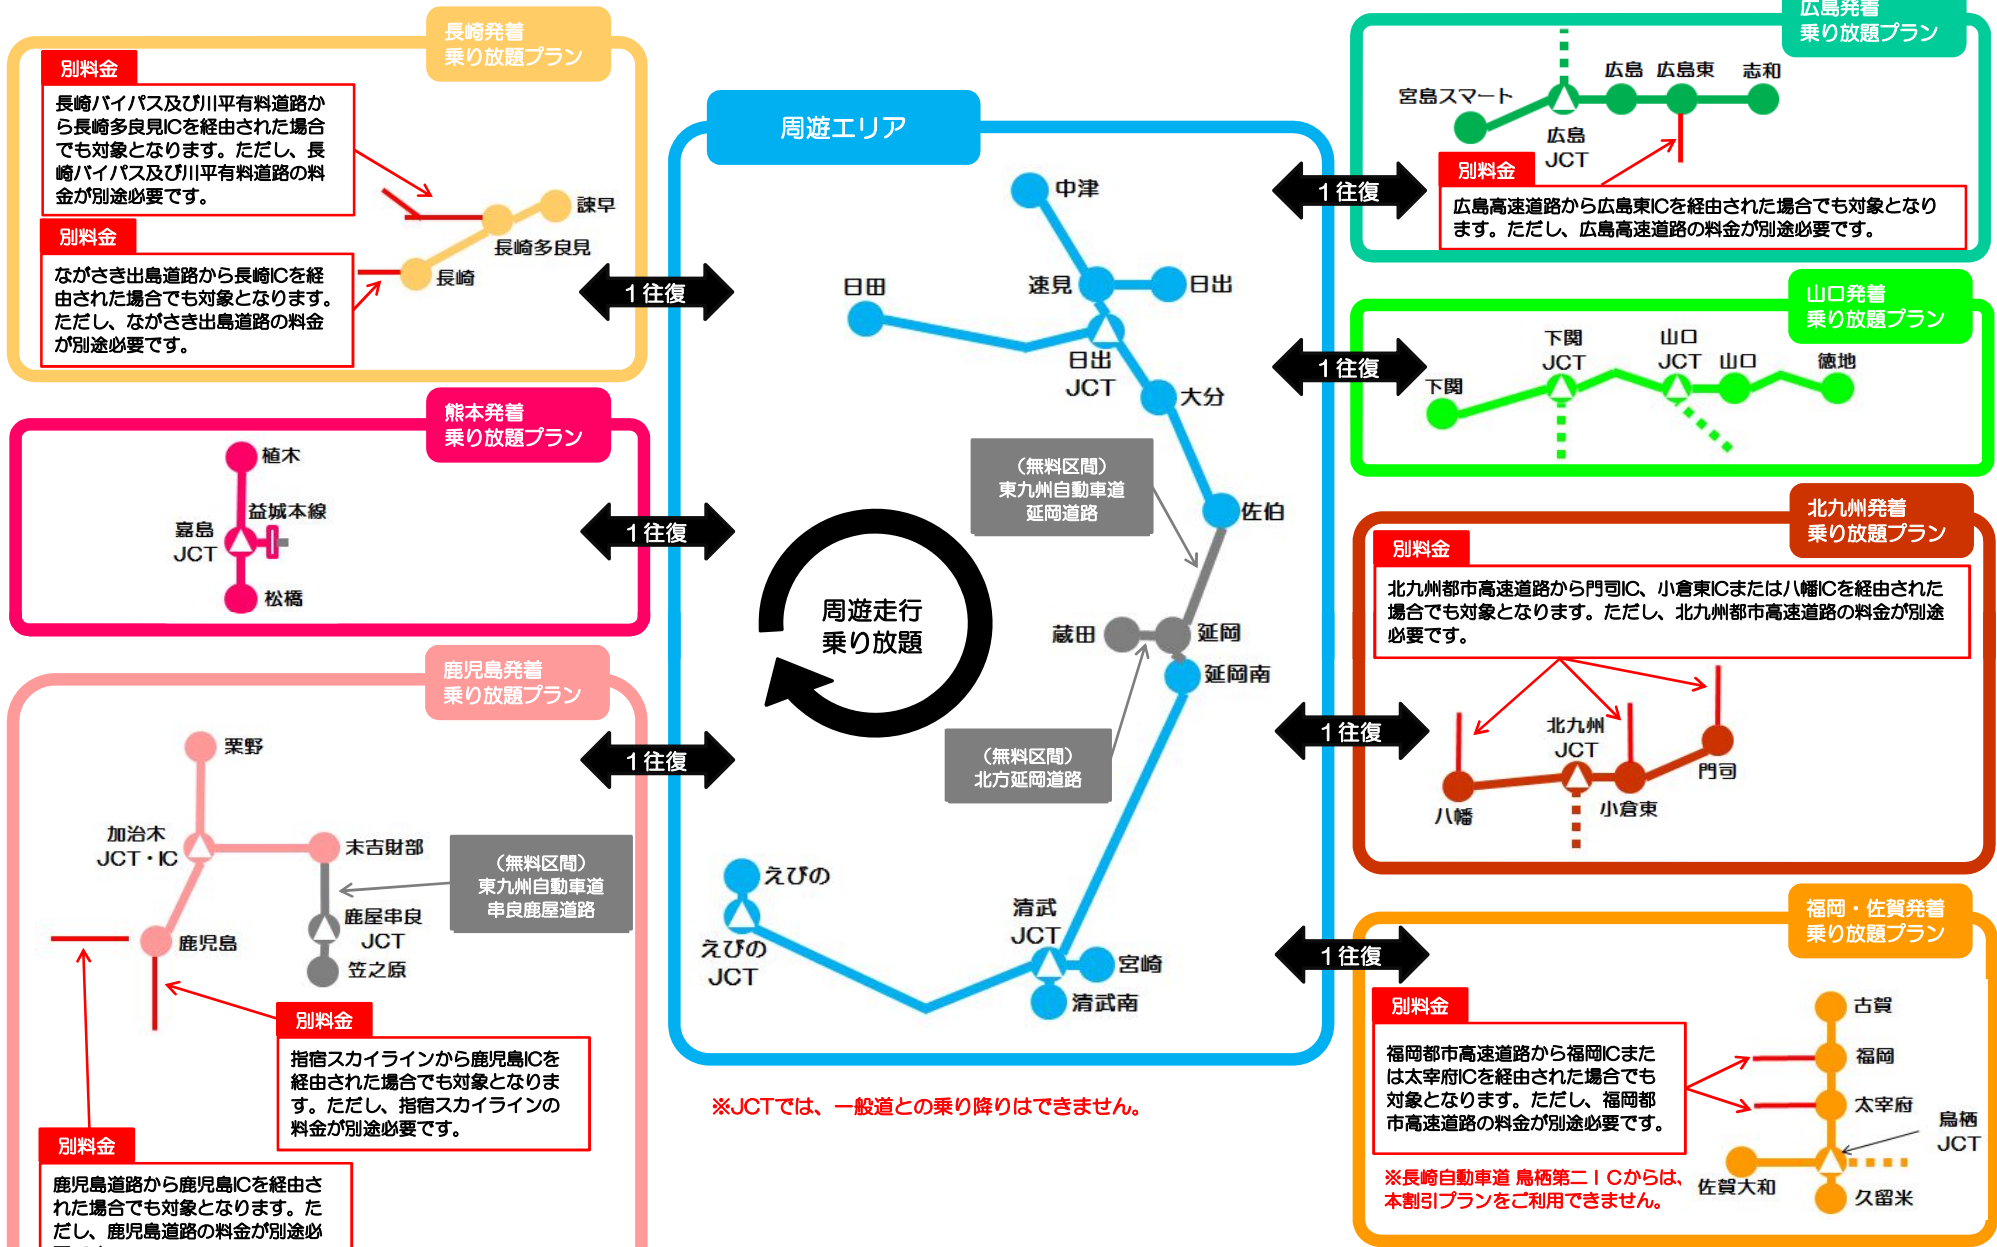 長崎発着
乗り放題プラン
別料金
長崎バイパス及び川平有料道路か
ら長崎多良見ICを経由された場合
でも対象となります。ただし、長
崎バイパス及び川平有料道路の料
金が別途必要です。
諫早
長崎多良見
長崎
別料金
ながさき出島道路から長崎ICを経
由された場合でも対象となります。
ただし、ながさき出島道路の料金
が別途必要です。
1往復
熊本発着
乗り放題プラン
植木
益城本線
嘉島
JCT
松橋
1往復
鹿児島発着
乗り放題プラン
栗野
加治木
JCT・IC
末吉財部
(無料区間)
東九州自動車道
串良鹿屋道路
鹿屋串良
JCT
笠之原
鹿児島
別料金
指宿スカイラインから鹿児島ICを
経由された場合でも対象となりま
す。ただし、指宿スカイラインの
料金が別途必要です。
別料金
鹿児島道路から鹿児島ICを経由さ
れた場合でも対象となります。た
だし、鹿児島道路の料金が別途必
1往復
周遊エリア
中津
速見
日出
日田
日出
JCT
大分
(無料区間)
東九州自動車道
延岡道路
佐伯
周遊走行
乗り放題
蔵田
延岡
延岡南
(無料区間)
北方延岡道路
えびの
えびの
JCT
清武
JCT
宮崎
清武南
※JCTでは、一般道との乗り降りはできません。
広島発着
乗り放題プラン
宮島スマート
広島
JCT
広島
広島東
志和
別料金
広島高速道路から広島東ICを経由された場合でも対象となり
ます。ただし、広島高速道路の料金が別途必要です。
1往復
山口発着
乗り放題プラン
下関
下関
JCT
山口
JCT
山口
徳地
1往復
北九州発着
乗り放題プラン
別料金
北九州都市高速道路から門司IC、小倉東ICまたは八幡ICを経由された
場合でも対象となります。ただし、北九州都市高速道路の料金が別途
必要です。
八幡
北九州
JCT
小倉東
門司
1往復
福岡・佐賀発着
乗り放題プラン
別料金
福岡都市高速道路から福岡ICまた
は太宰府ICを経由された場合でも
対象となります。ただし、福岡都
市高速道路の料金が別途必要です。
※長崎自動車道 鳥栖第二ＩＣからは、
本割引プランをご利用できません。
古賀
福岡
太宰府
鳥栖
JCT
佐賀大和
久留米
1往復